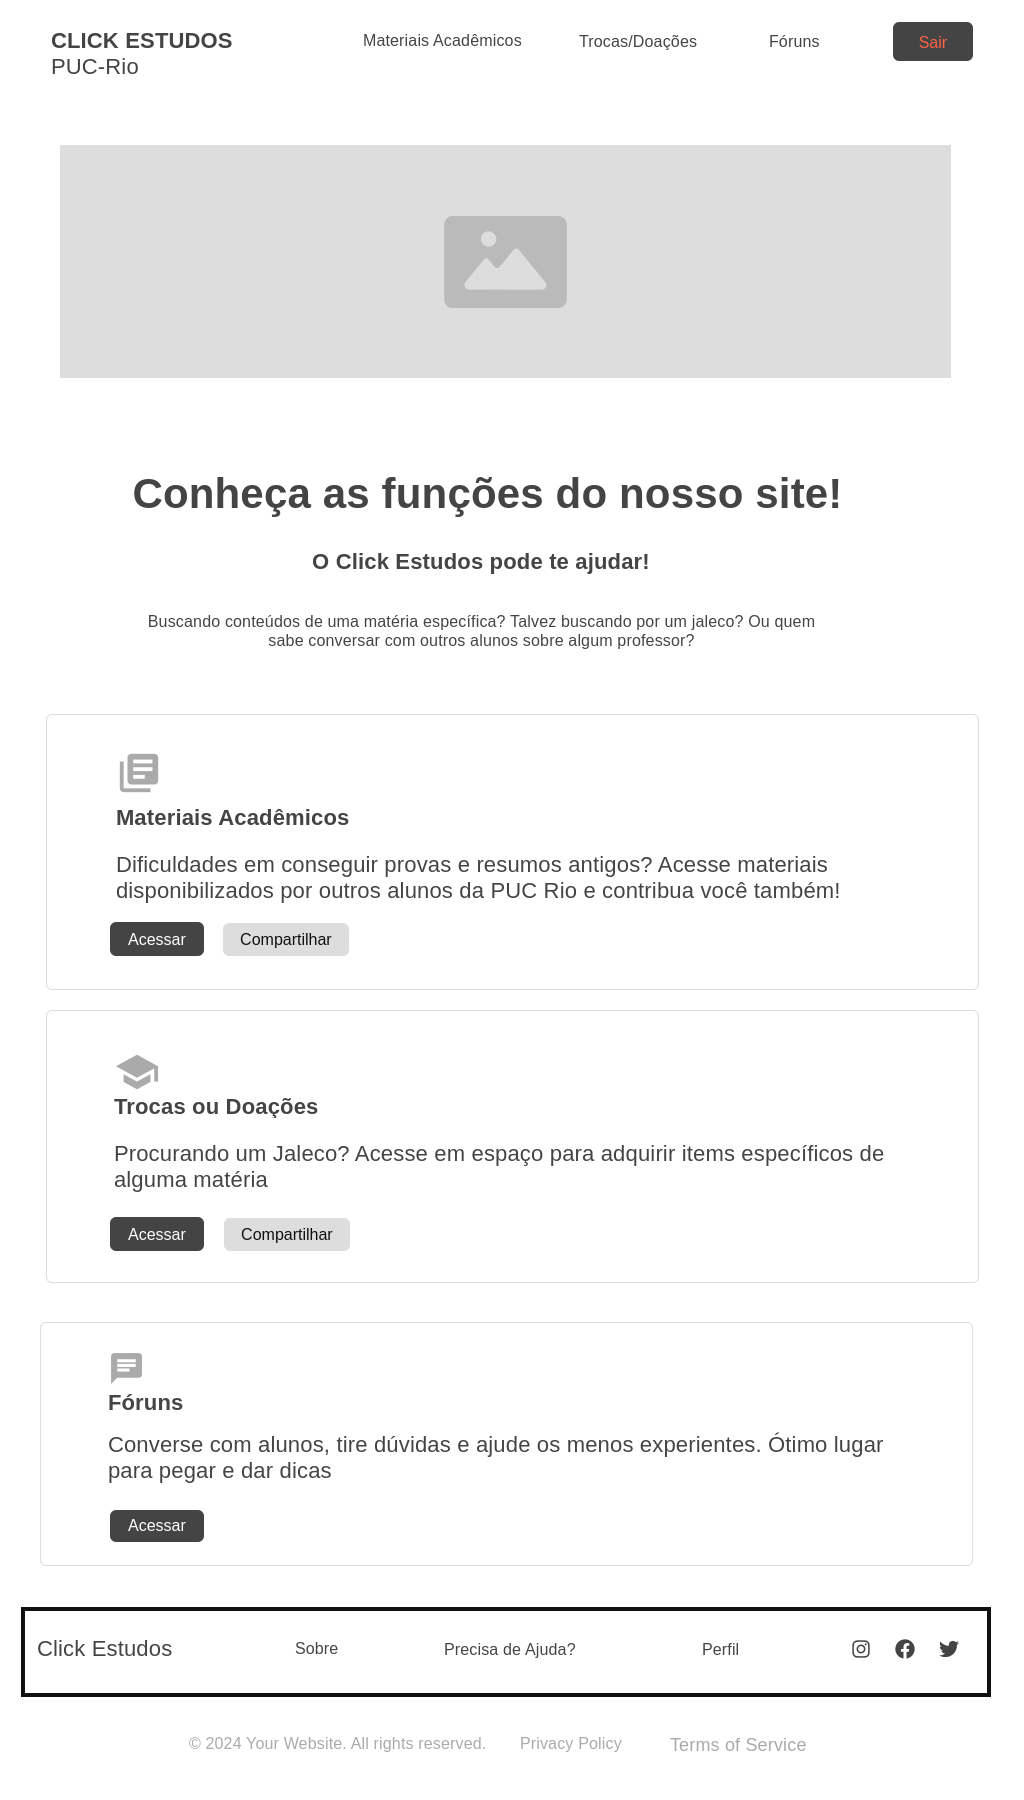 CLICK ESTUDOS
PUC-Rio
Materiais Acadêmicos
Trocas/Doações
Fóruns
Sair
Conheça as funções do nosso site!
O Click Estudos pode te ajudar!
Buscando conteúdos de uma matéria específica? Talvez buscando por um jaleco? Ou quem
sabe conversar com outros alunos sobre algum professor?
Materiais Acadêmicos
Dificuldades em conseguir provas e resumos antigos? Acesse materiais
disponibilizados por outros alunos da PUC Rio e contribua você também!
Acessar
Compartilhar
Trocas ou Doações
Procurando um Jaleco? Acesse em espaço para adquirir items específicos de
alguma matéria
Acessar
Compartilhar
Fóruns
Converse com alunos, tire dúvidas e ajude os menos experientes. Ótimo lugar
para pegar e dar dicas
Acessar
Click Estudos
Sobre
Precisa de Ajuda?
Perfil
© 2024 Your Website. All rights reserved.
Privacy Policy
Terms of Service